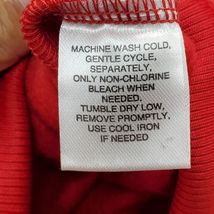 MACHINE WASH COLD,
GENTLE CYCLE,
SEPARATELY,
ONLY NON-CHLORINE
BLEACH WHEN
NEEDED,
TUMBLE DRY LOW,
REMOVE PROMPTLY,
USE COOL IRON
IF NEEDED